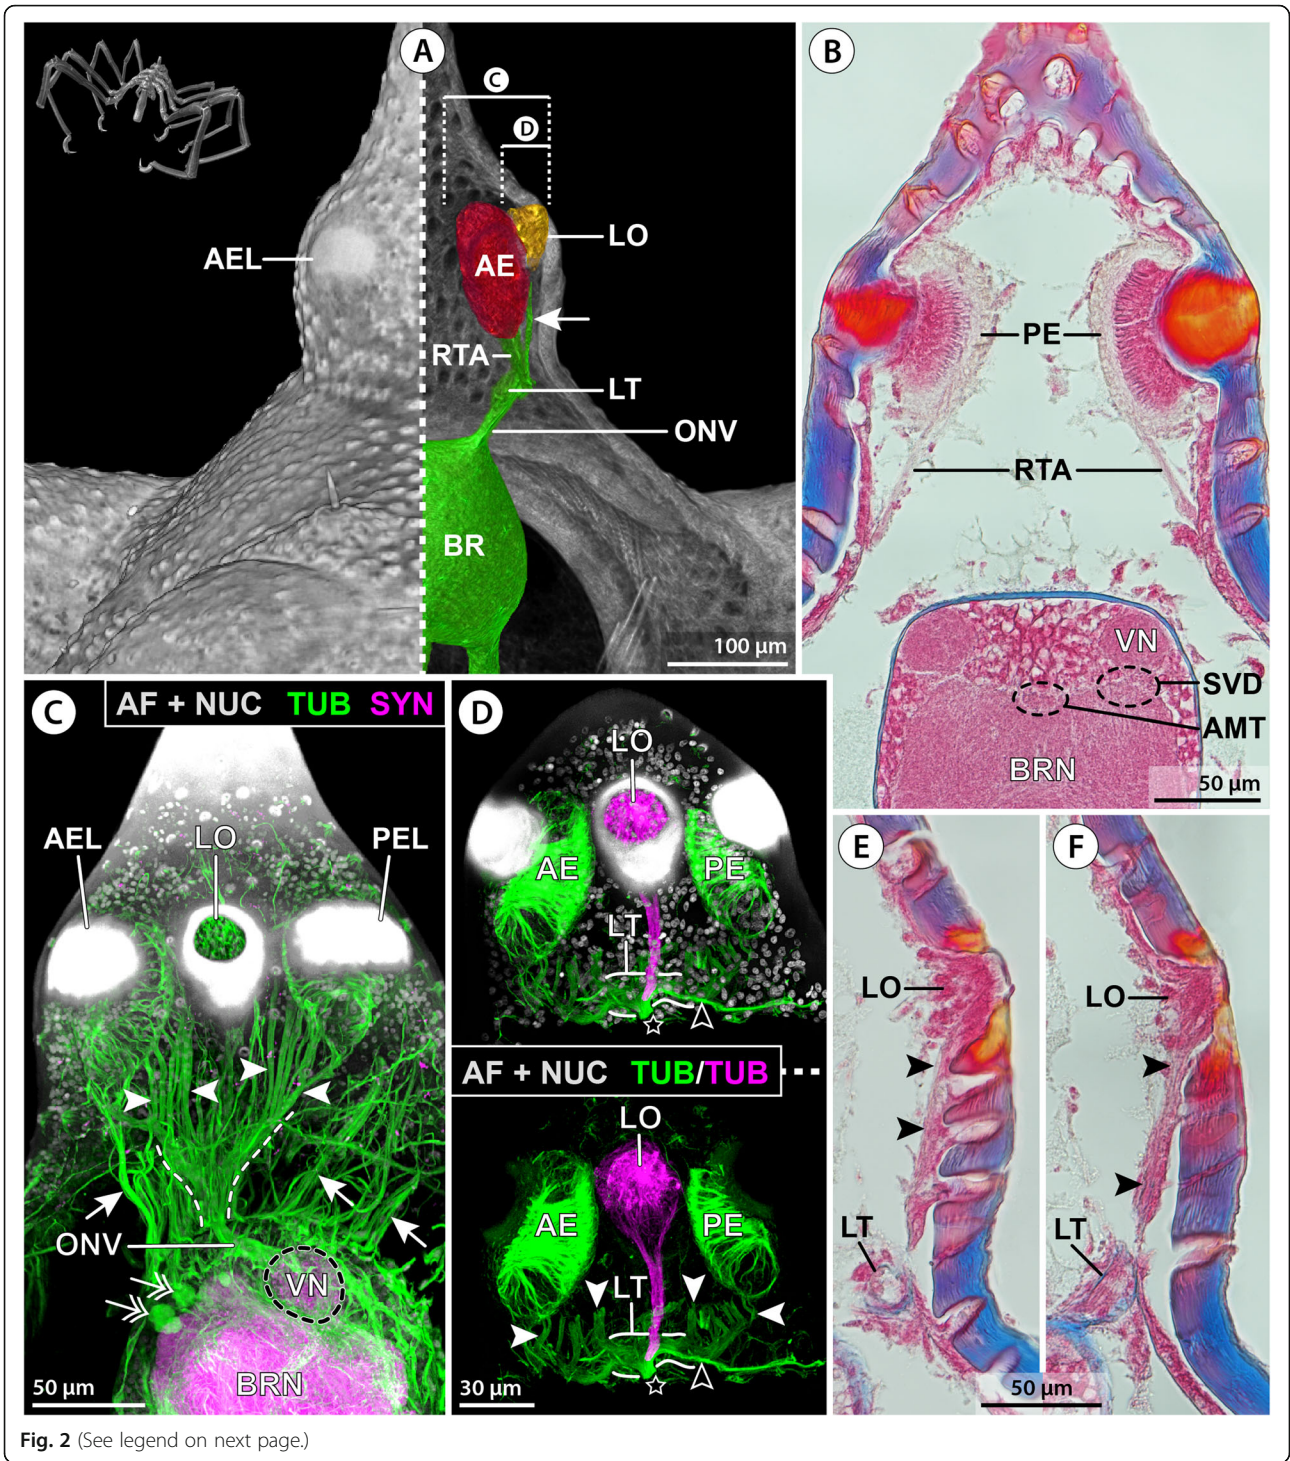 A
C
D
AEL
AE
LO
RTA
LT
ONV
BR
100 µm
B
PE
RTA
VN
SVD
AMT
BRN
50 µm
C
AF + NUC TUB SYN
AEL
LO
PEL
ONV
VN
BRN
50 µm
D
LO
AE
PE
LT
AF + NUC TUB/TUB
LO
AE
PE
LT
30 µm
E
LO
LT
F
LO
LT
50 µm
Fig. 2 (See legend on next page.)